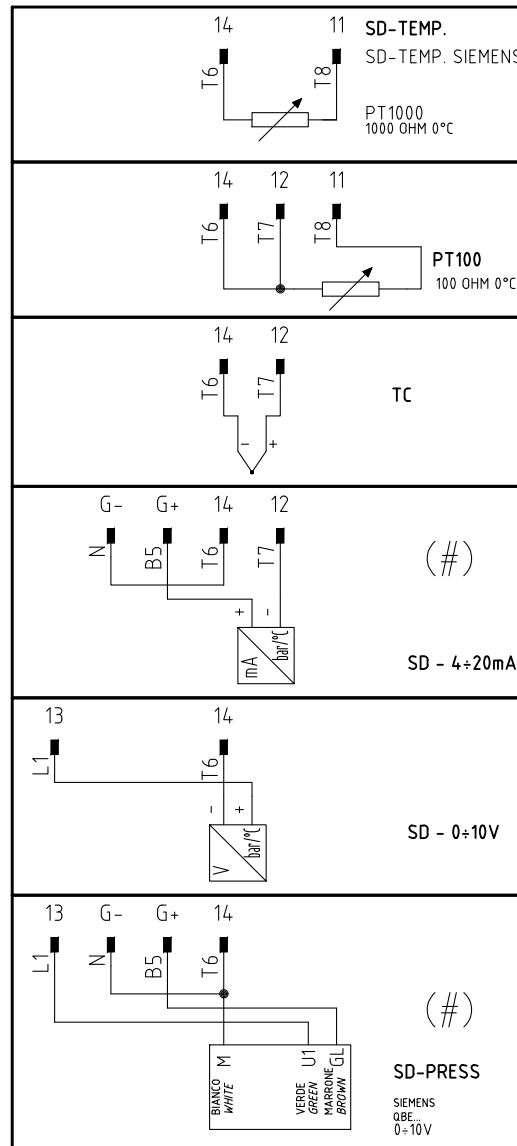 14 11 SD-TEMP.
SD-TEMP. SIEMENS
T6 T8
PT1000
1000 OHM 0°C
14 12 11
T6 T7 T8
PT100
100 OHM 0°C
14 12
T6 T7
TC
- +
G- G+ 14 12
N B5 T6 T7
(#)
+ -
mA bar/°C
SD - 4÷20mA
13 14
L1 T6
- +
V bar/°C
SD - 0÷10V
13 G- G+ 14
L1 N B5 T6
(#)
M U1 GL
BIANCO VERDE MARRONE
WHITE GREEN BROWN
SD-PRESS
SIEMENS
QBE...
0÷10V